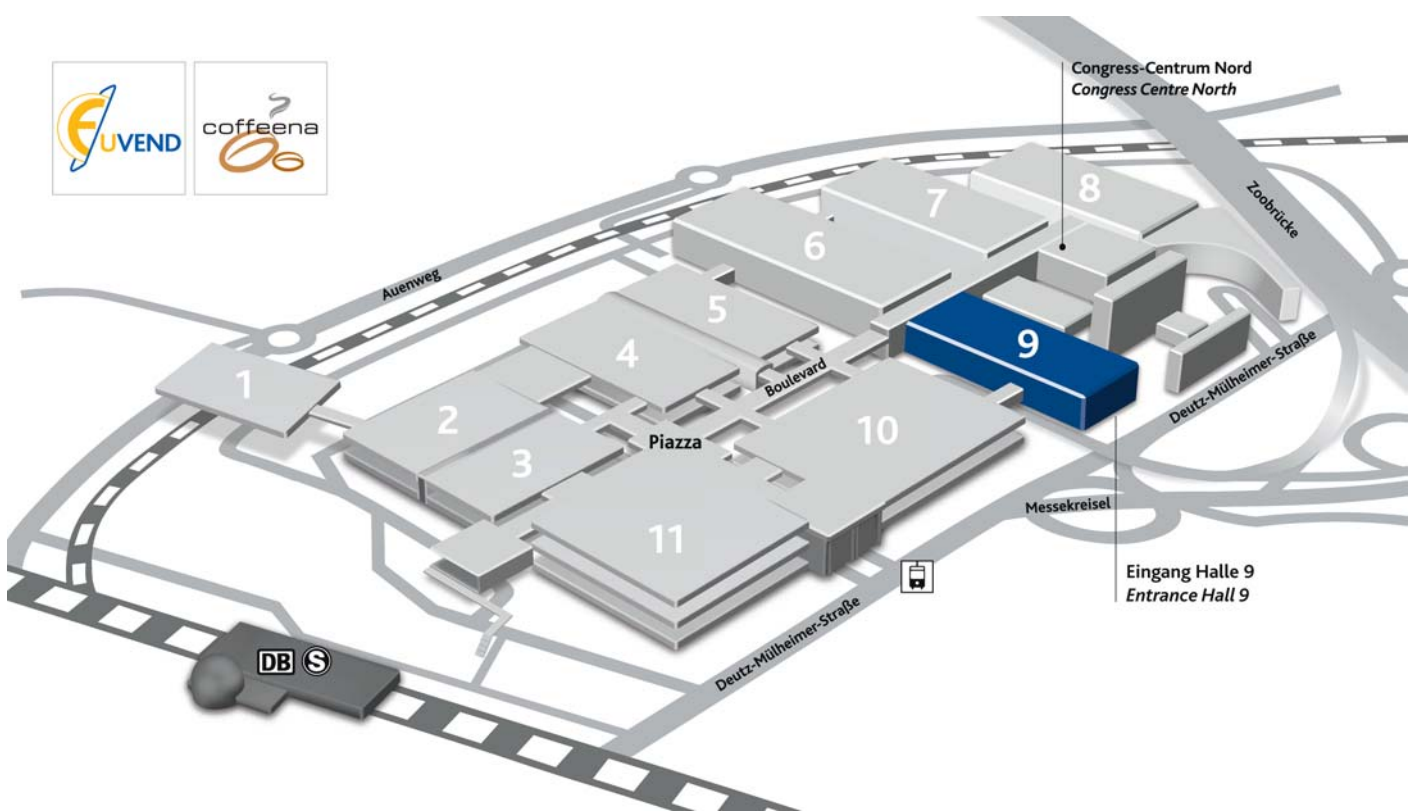 EUVEND
coffeena
Congress-Centrum Nord
Congress Centre North
Zoobrücke
Auenweg
8
7
6
5
4
9
1
2
3
Boulevard
Piazza
10
11
Deutz-Mülheimer-Straße
Messekreisel
Eingang Halle 9
Entrance Hall 9
Deutz-Mülheimer-Straße
DB
S